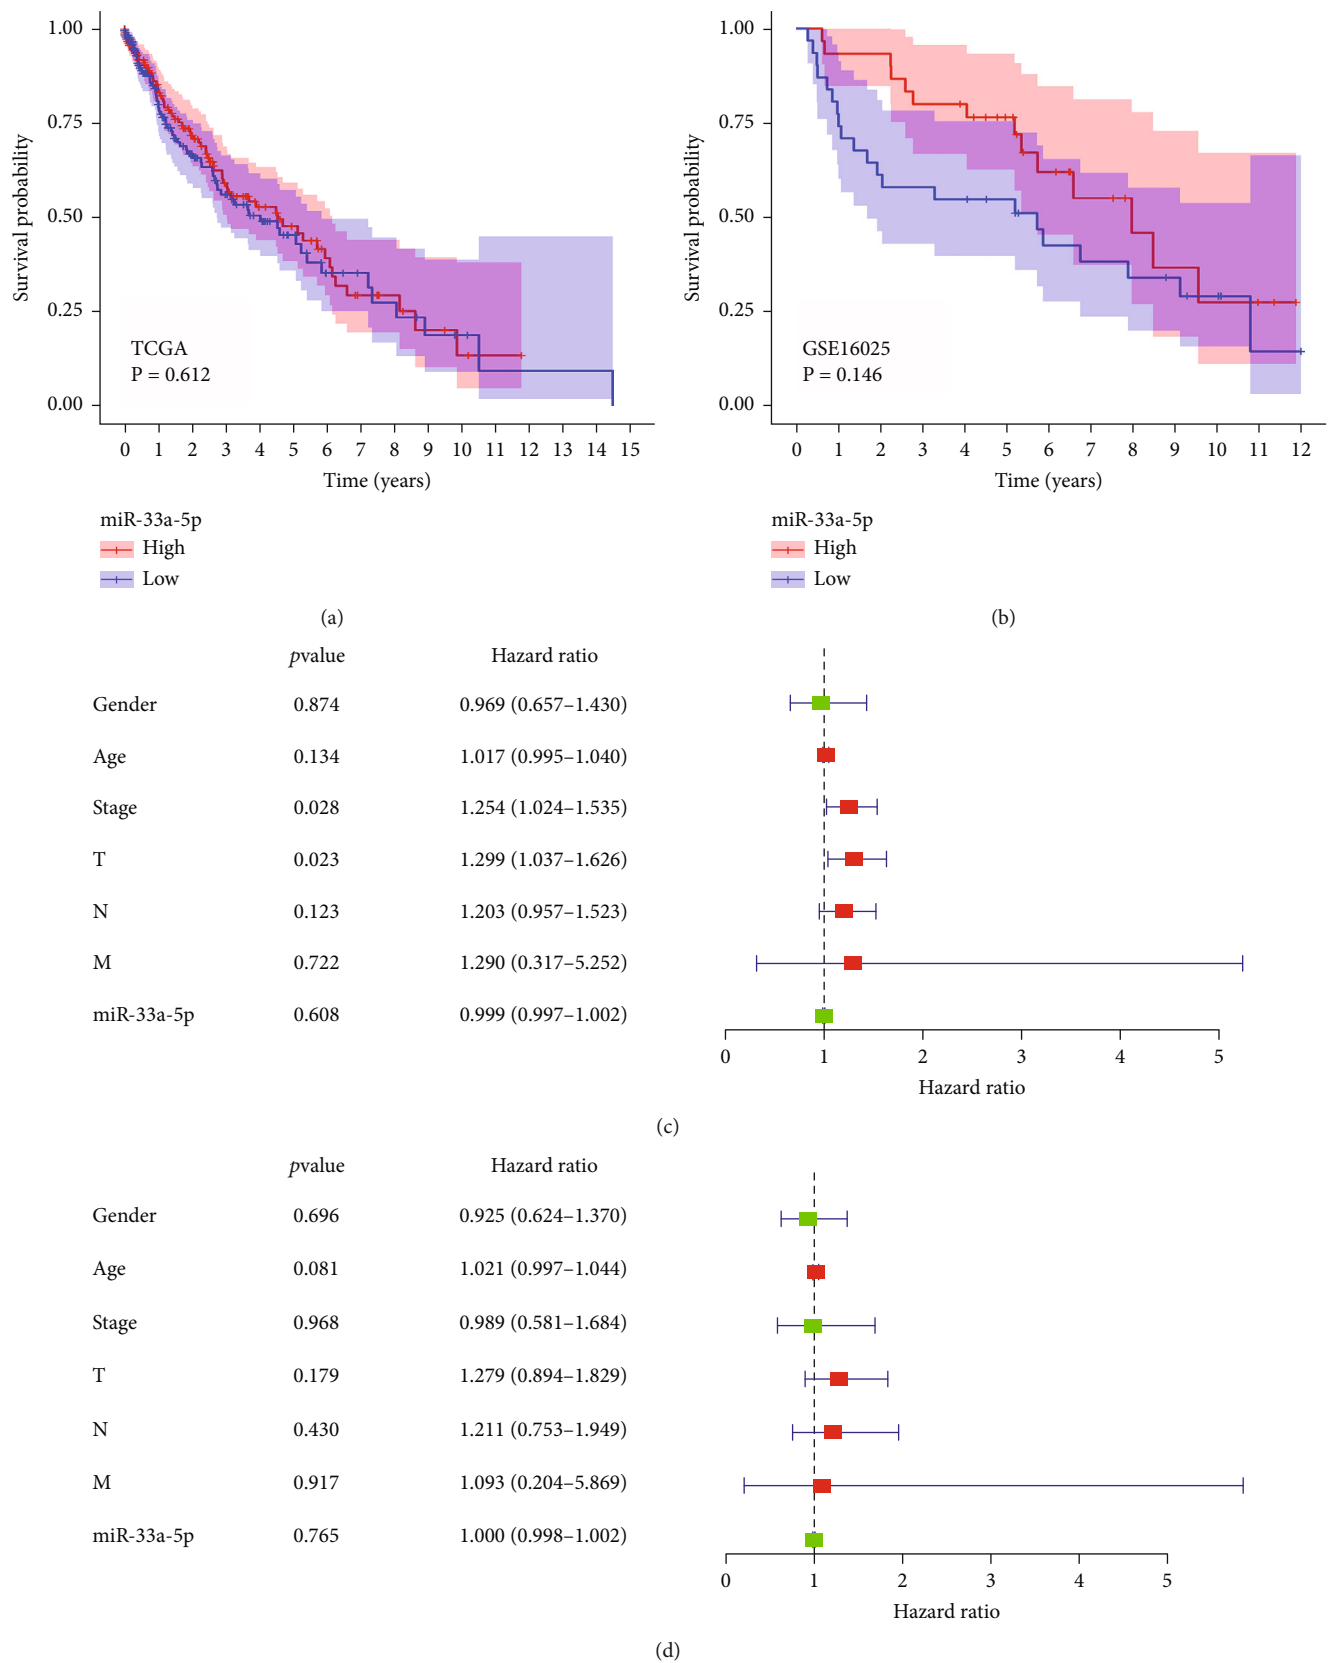 1.00
0.75
0.50
0.25
0.00
Survival probability
TCGA
P = 0.612
0 1 2 3 4 5 6 7 8 9 10 11 12 13 14 15
Time (years)
miR-33a-5p
High
Low
(a)
1.00
0.75
0.50
0.25
0.00
Survival probability
GSE16025
P = 0.146
0 1 2 3 4 5 6 7 8 9 10 11 12
Time (years)
miR-33a-5p
High
Low
(b)
pvalue Hazard ratio
Gender 0.874 0.969 (0.657–1.430)
Age 0.134 1.017 (0.995–1.040)
Stage 0.028 1.254 (1.024–1.535)
T 0.023 1.299 (1.037–1.626)
N 0.123 1.203 (0.957–1.523)
M 0.722 1.290 (0.317–5.252)
miR-33a-5p 0.608 0.999 (0.997–1.002)
0 1 2 3 4 5
Hazard ratio
(c)
pvalue Hazard ratio
Gender 0.696 0.925 (0.624–1.370)
Age 0.081 1.021 (0.997–1.044)
Stage 0.968 0.989 (0.581–1.684)
T 0.179 1.279 (0.894–1.829)
N 0.430 1.211 (0.753–1.949)
M 0.917 1.093 (0.204–5.869)
miR-33a-5p 0.765 1.000 (0.998–1.002)
0 1 2 3 4 5
Hazard ratio
(d)